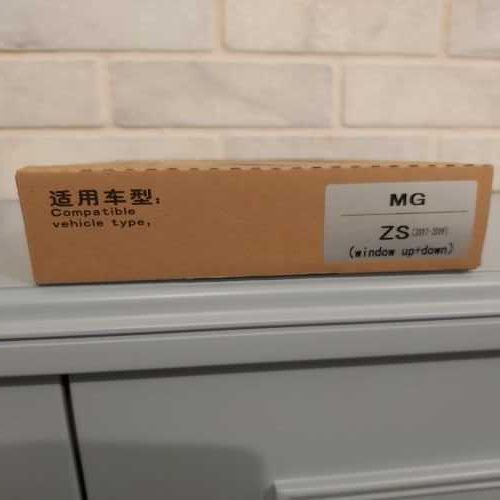 适用车型:
Compatible
vehicle type,
MG
ZS
(window up+down)